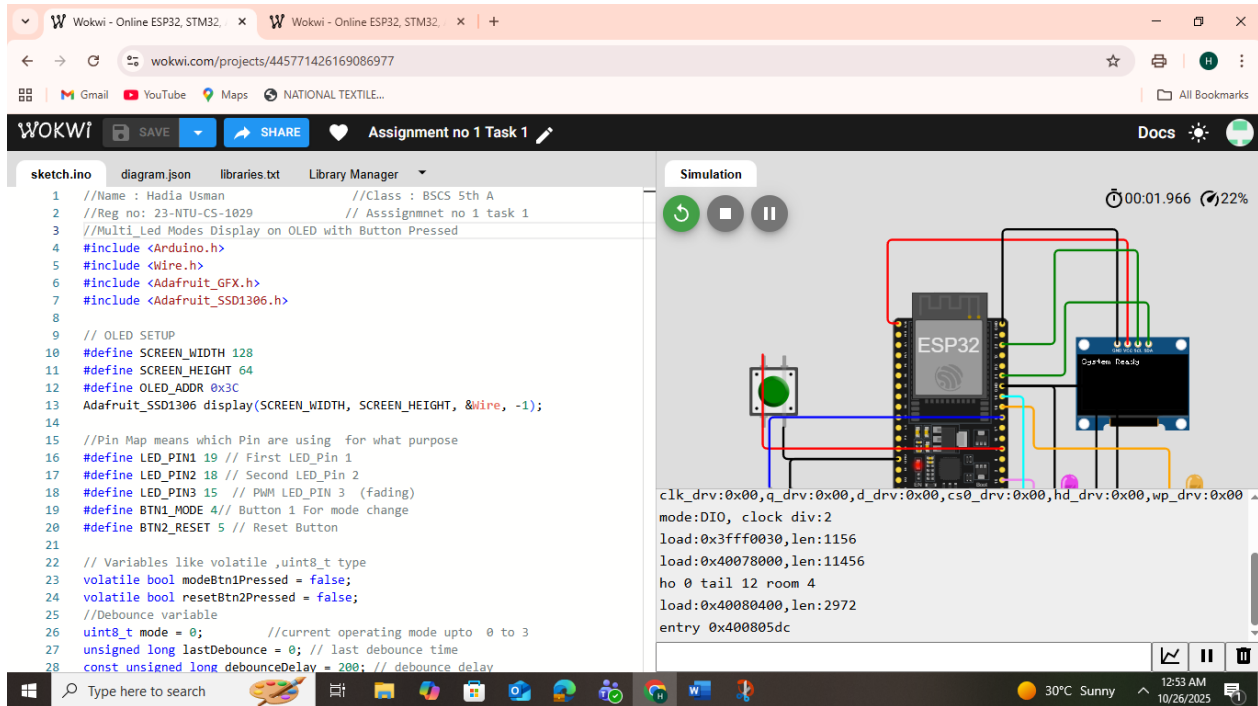 Wokwi - Online ESP32, STM32, A
Wokwi - Online ESP32, STM32, A
wokwi.com/projects/445771426169086977
H
Gmail YouTube Maps NATIONAL TEXTILE... All Bookmarks
WOKWI SAVE SHARE Assignment no 1 Task 1 Docs
sketch.ino diagram.json libraries.txt Library Manager
1 //Name : Hadia Usman //Class : BSCS 5th A
2 //Reg no: 23-NTU-CS-1029 // Asssignmnet no 1 task 1
3 //Multi_Led Modes Display on OLED with Button Pressed
4 #include <Arduino.h>
5 #include <Wire.h>
6 #include <Adafruit_GFX.h>
7 #include <Adafruit_SSD1306.h>
8
9 // OLED SETUP
10 #define SCREEN_WIDTH 128
11 #define SCREEN_HEIGHT 64
12 #define OLED_ADDR 0x3C
13 Adafruit_SSD1306 display(SCREEN_WIDTH, SCREEN_HEIGHT, &Wire, -1);
14
15 //Pin Map means which Pin are using for what purpose
16 #define LED_PIN1 19 // First LED_Pin 1
17 #define LED_PIN2 18 // Second LED_Pin 2
18 #define LED_PIN3 15 // PWM LED_PIN 3 (fading)
19 #define BTN1_MODE 4// Button 1 For mode change
20 #define BTN2_RESET 5 // Reset Button
21
22 // Variables like volatile ,uint8_t type
23 volatile bool modeBtn1Pressed = false;
24 volatile bool resetBtn2Pressed = false;
25 //Debounce variable
26 uint8_t mode = 0; //current operating mode upto 0 to 3
27 unsigned long lastDebounce = 0; // last debounce time
28 const unsigned long debounceDelay = 200; // debounce delay
Simulation
00:01.966 22%
ESP32
GND VCC SCL SDA
System Ready
clk_drv:0x00,q_drv:0x00,d_drv:0x00,cs0_drv:0x00,hd_drv:0x00,wp_drv:0x00
mode:DIO, clock div:2
load:0x3fff0030,len:1156
load:0x40078000,len:11456
ho 0 tail 12 room 4
load:0x40080400,len:2972
entry 0x400805dc
Type here to search
30°C Sunny
12:53 AM
10/26/2025
1